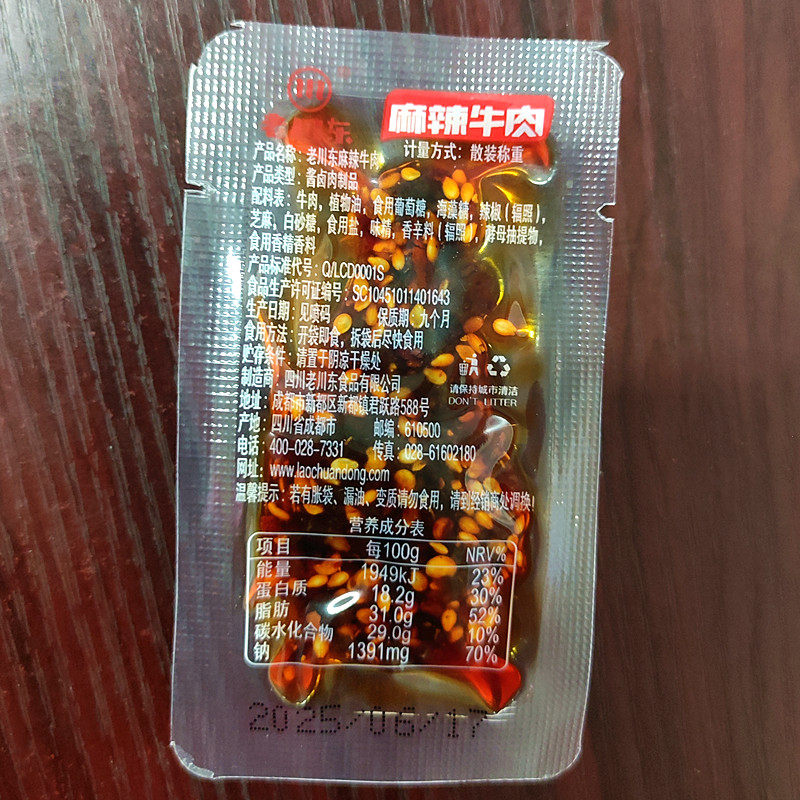 麻辣牛肉
计量方式：散装称重
产品名称：老川东麻辣牛肉
产品类型：酱卤肉制品
配料表：牛肉，植物油，食用葡萄糖，海藻糖，辣椒（辐照），
芝麻，白砂糖，食用盐，味精，香辛料（辐照），酵母抽提物，
食用香精香料
产品标准代号：Q/LCD0001S
食品生产许可证编号：SC10451011401643
生产日期：见喷码 保质期：九个月
食用方法：开袋即食，拆袋后尽快食用
贮存条件：请置于阴凉干燥处
制造商：四川老川东食品有限公司
地址：成都市新都区新都镇君跃路588号
产地：四川省成都市 邮编：610500
电话：400-028-7331 传真：028-61602180
网址：www.laochuandong.com
请保持城市清洁
DON'T LITTER
温馨提示：若有胀袋、漏油、变质请勿食用，请到经销商处调换！
营养成分表
项目 每100g NRV%
能量 1949kJ 23%
蛋白质 18.2g 30%
脂肪 31.0g 52%
碳水化合物 29.0g 10%
钠 1391mg 70%
2025/06/17